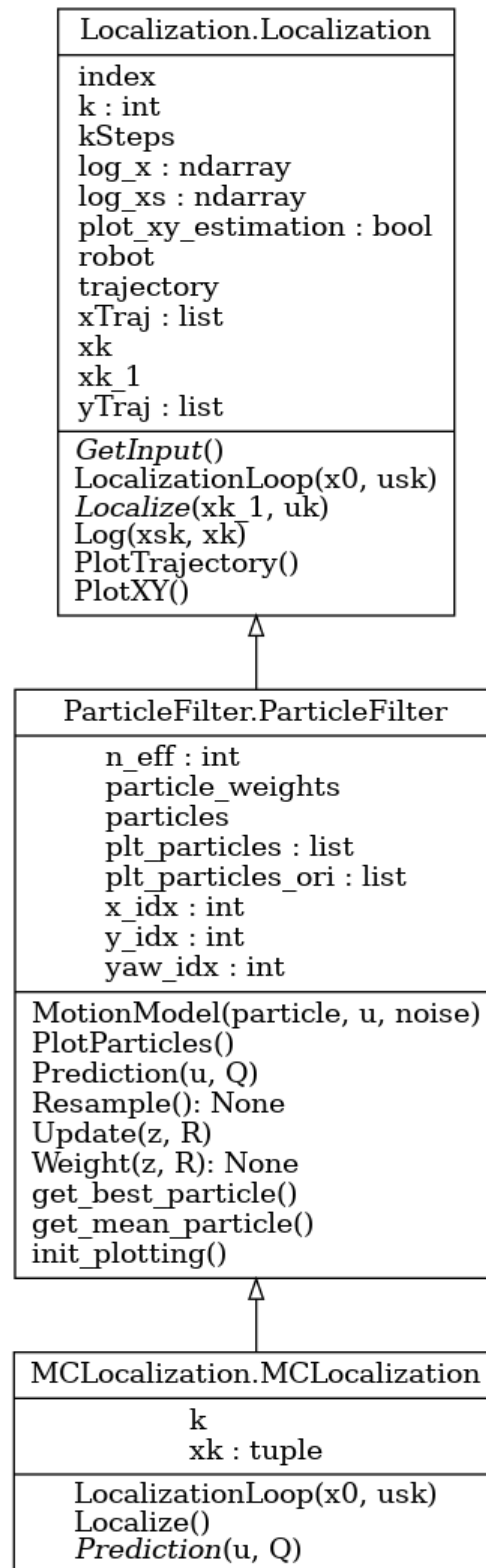 Localization.Localization
index
k : int
kSteps
log_x : ndarray
log_xs : ndarray
plot_xy_estimation : bool
robot
trajectory
xTraj : list
xk
xk_1
yTraj : list
GetInput()
LocalizationLoop(x0, usk)
Localize(xk_1, uk)
Log(xsk, xk)
PlotTrajectory()
PlotXY()
ParticleFilter.ParticleFilter
n_eff : int
particle_weights
particles
plt_particles : list
plt_particles_ori : list
x_idx : int
y_idx : int
yaw_idx : int
MotionModel(particle, u, noise)
PlotParticles()
Prediction(u, Q)
Resample(): None
Update(z, R)
Weight(z, R): None
get_best_particle()
get_mean_particle()
init_plotting()
MCLocalization.MCLocalization
k
xk : tuple
LocalizationLoop(x0, usk)
Localize()
Prediction(u, Q)